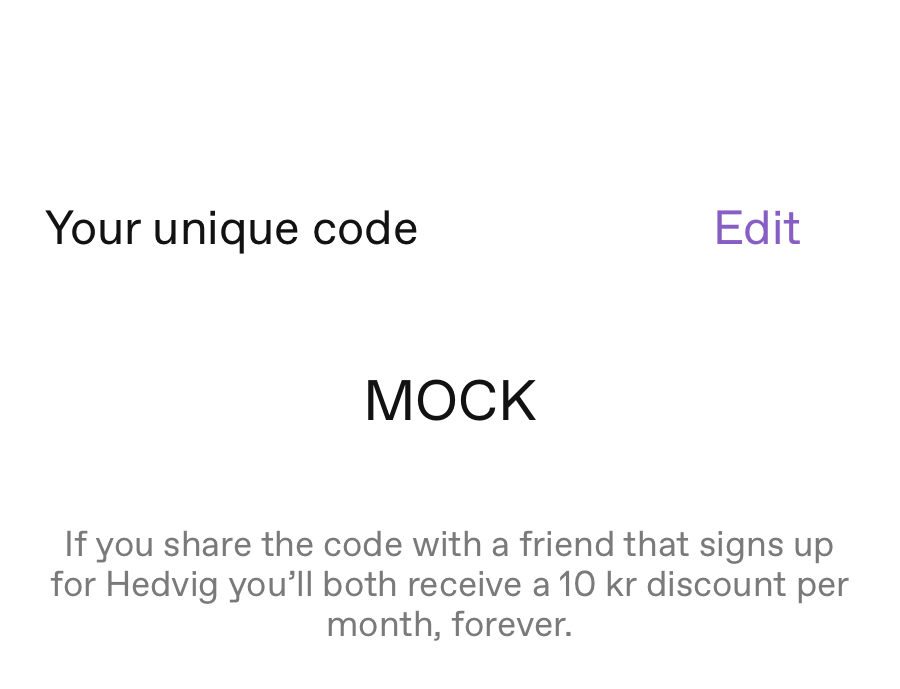 Your unique code
Edit
MOCK
If you share the code with a friend that signs up
for Hedvig you’ll both receive a 10 kr discount per
month, forever.